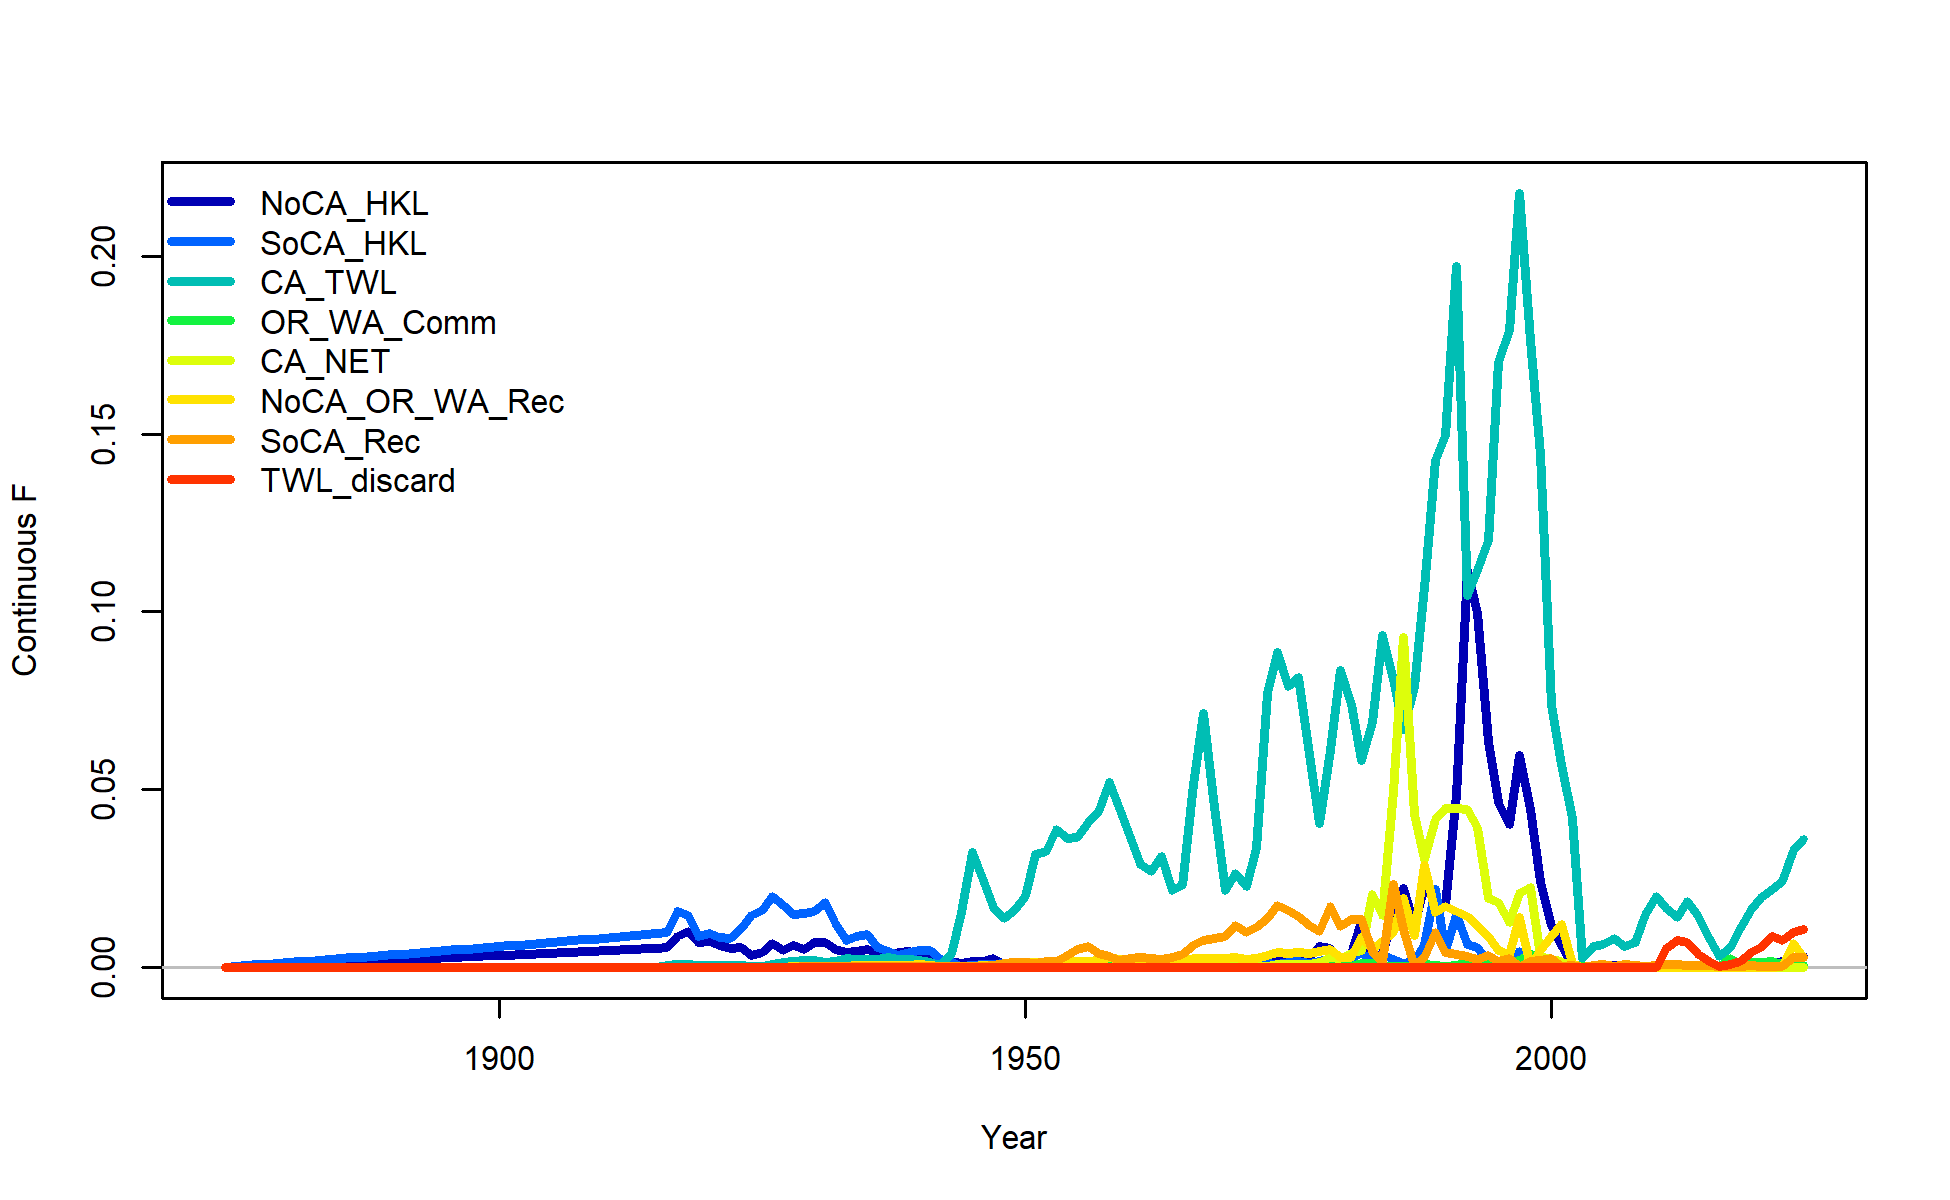 NoCA_HKL
SoCA_HKL
CA_TWL
OR_WA_Comm
CA_NET
NoCA_OR_WA_Rec
SoCA_Rec
TWL_discard
Continuous F
0.20
0.15
0.10
0.05
0.00
1900 1950 2000
Year